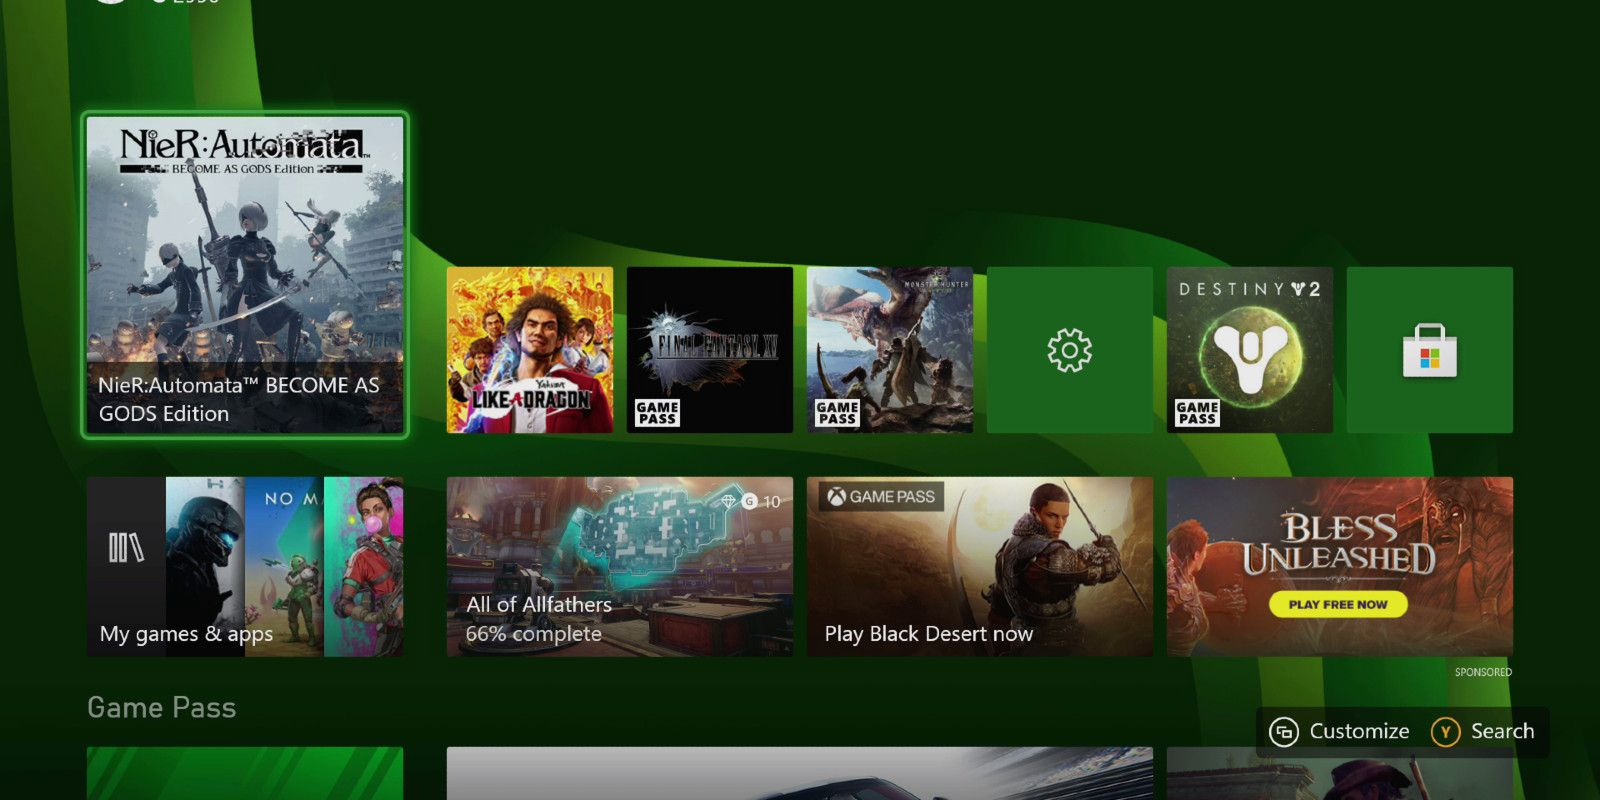 NieR:Automata™
BECOME AS GODS Edition
NieR:Automata™ BECOME AS
GODS Edition
Yakuza
LIKE A DRAGON
FINAL FANTASY XV
GAME
PASS
MONSTER HUNTER
GAME
PASS
DESTINY 2
GAME
PASS
My games & apps
NO M
G 10
All of Allfathers
66% complete
GAME PASS
Play Black Desert now
BLESS
UNLEASHED
PLAY FREE NOW
SPONSORED
Game Pass
Customize
Y Search